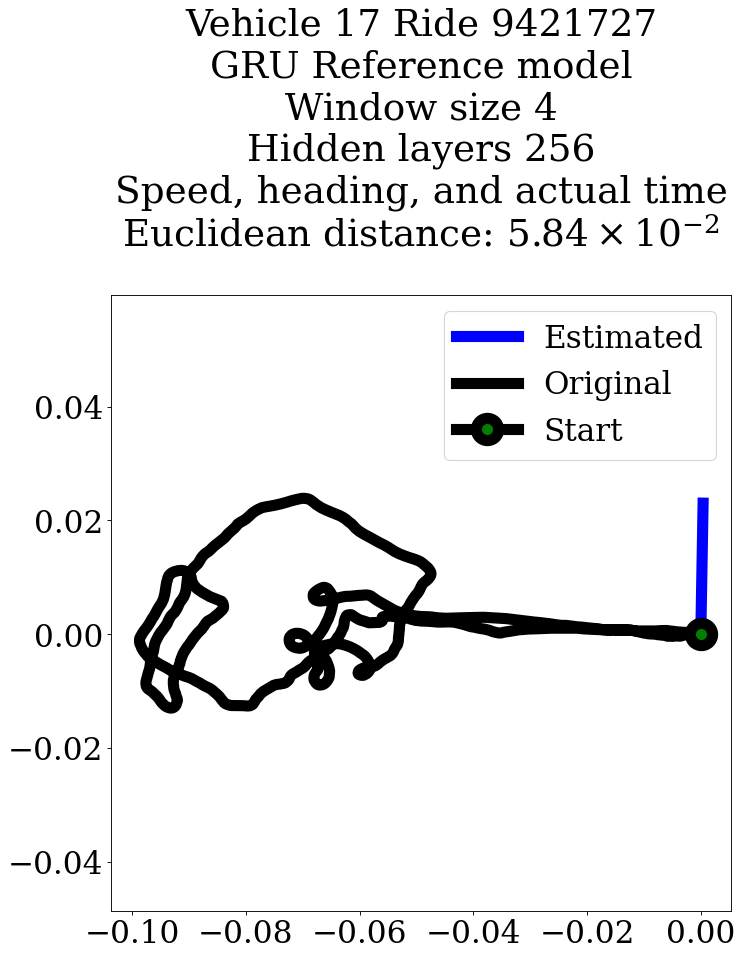 Vehicle 17 Ride 9421727
GRU Reference model
Window size 4
Hidden layers 256
Speed, heading, and actual time
Euclidean distance: 5.84 × 10⁻²
Estimated
Original
Start
0.04
0.02
0.00
−0.02
−0.04
−0.10 −0.08 −0.06 −0.04 −0.02 0.00